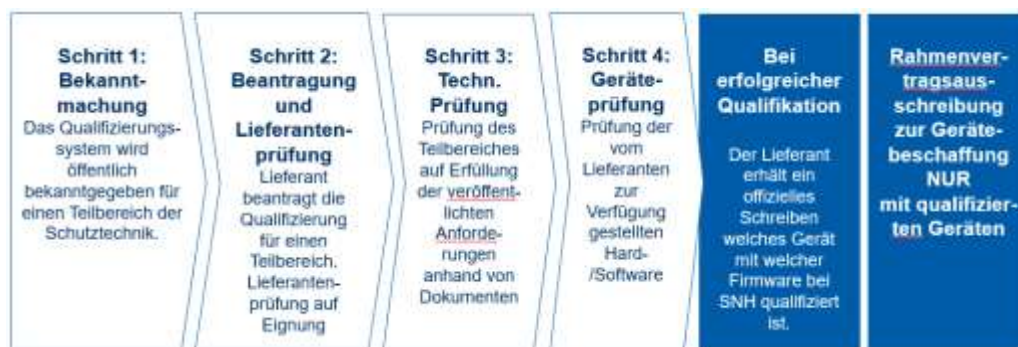 Schritt 1:
Bekannt-
machung
Das Qualifizierungs-
system wird
öffentlich
bekanntgegeben für
einen Teilbereich der
Schutztechnik.
Schritt 2:
Beantragung
und
Lieferanten-
prüfung
Lieferant
beantragt die
Qualifizierung
für einen
Teilbereich.
Lieferanten-
prüfung auf
Eignung
Schritt 3:
Techn.
Prüfung
Prüfung des
Teilbereiches
auf Erfüllung
der veröffent-
lichten
Anforde-
rungen
anhand von
Dokumenten
Schritt 4:
Geräte-
prüfung
Prüfung der
vom
Lieferanten
zur
Verfügung
gestellten
Hard-
/Software
Bei
erfolgreicher
Qualifikation
Der Lieferant
erhält ein
offizielles
Schreiben
welches Gerät
mit welcher
Firmware bei
SNH qualifiziert
ist.
Rahmenver-
tragsaus-
schreibung
zur Geräte-
beschaffung
NUR
mit qualifizier-
ten Geräten